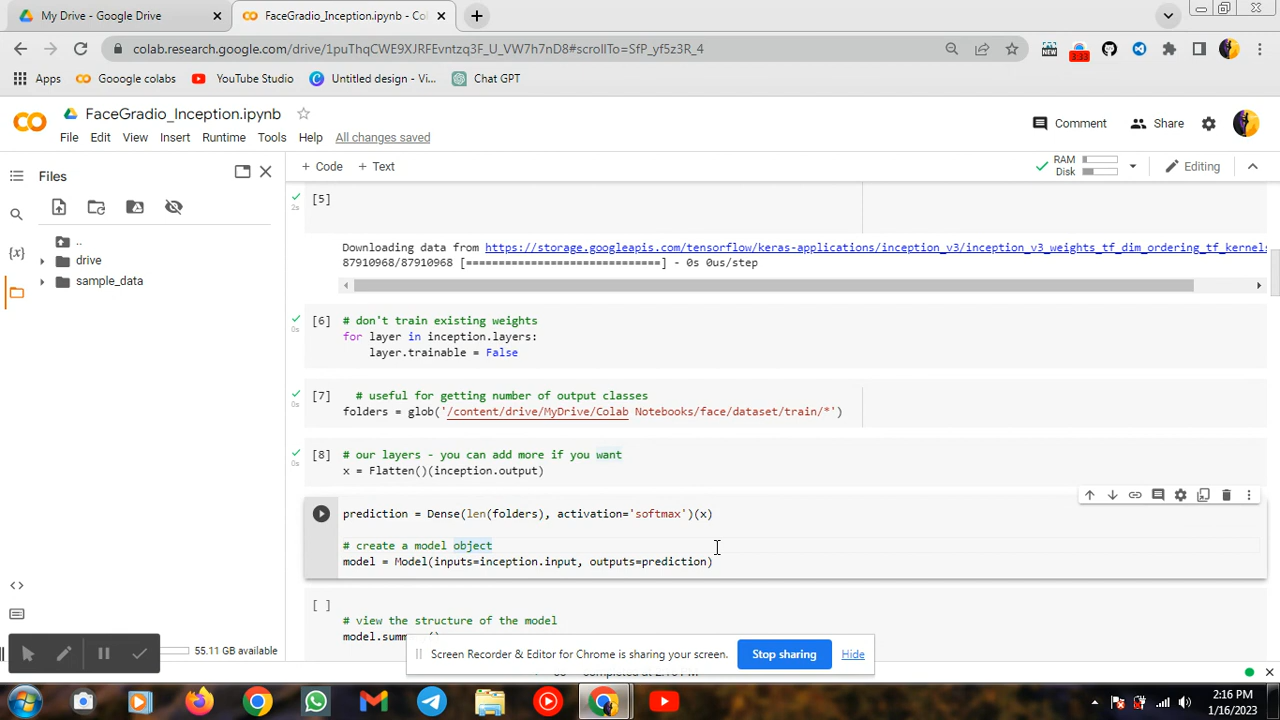 My Drive - Google Drive
FaceGradio_Inception.ipynb - Co
colab.research.google.com/drive/1puThqCWE9XJRFEvntzq3F_U_VW7h7nD8#scrollTo=SfP_yf5z3R_4
NEW
3:33
Apps
Gooogle colabs
YouTube Studio
Untitled design - Vi...
Chat GPT
FaceGradio_Inception.ipynb
File Edit View Insert Runtime Tools Help All changes saved
Comment
Share
Files
+ Code + Text
RAM
Disk
Editing
..
drive
sample_data
{x}
[5]
2s
Downloading data from https://storage.googleapis.com/tensorflow/keras-applications/inception_v3/inception_v3_weights_tf_dim_ordering_tf_kernels
87910968/87910968 [==============================] - 0s 0us/step
[6] # don't train existing weights
0s
for layer in inception.layers:
layer.trainable = False
[7] # useful for getting number of output classes
0s
folders = glob('/content/drive/MyDrive/Colab Notebooks/face/dataset/train/*')
[8] # our layers - you can add more if you want
0s
x = Flatten()(inception.output)
prediction = Dense(len(folders), activation='softmax')(x)
# create a model object
model = Model(inputs=inception.input, outputs=prediction)
[ ]
# view the structure of the model
55.11 GB available
Screen Recorder & Editor for Chrome is sharing your screen.
Stop sharing
Hide
2:16 PM
1/16/2023